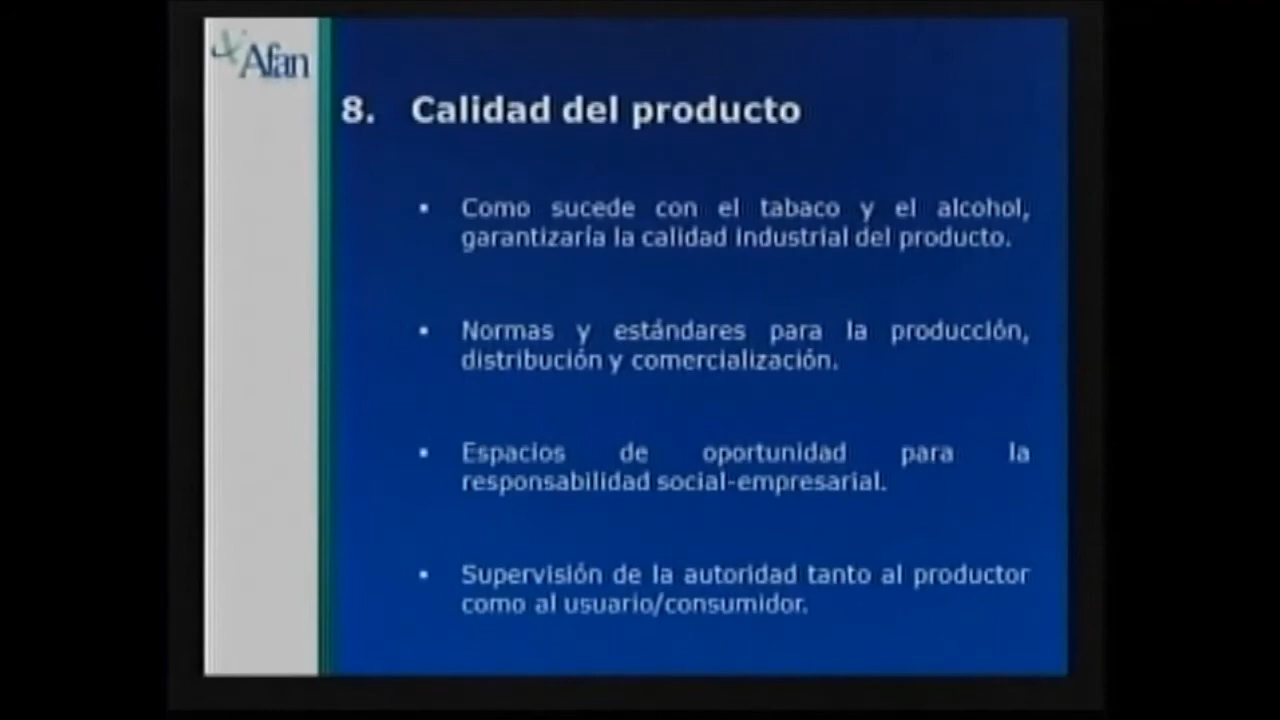 Afan
8. Calidad del producto
▪ Como sucede con el tabaco y el alcohol,
garantizaría la calidad industrial del producto.
▪ Normas y estándares para la producción,
distribución y comercialización.
▪ Espacios de oportunidad para la
responsabilidad social-empresarial.
▪ Supervisión de la autoridad tanto al productor
como al usuario/consumidor.